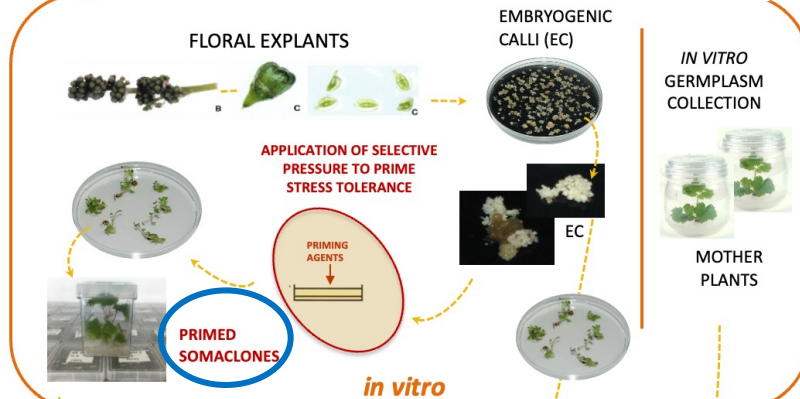 FLORAL EXPLANTS
B
C
C
EMBRYOGENIC
CALLI (EC)
IN VITRO
GERMPLASM
COLLECTION
APPLICATION OF SELECTIVE
PRESSURE TO PRIME
STRESS TOLERANCE
PRIMING
AGENTS
EC
MOTHER
PLANTS
PRIMED
SOMACLONES
in vitro